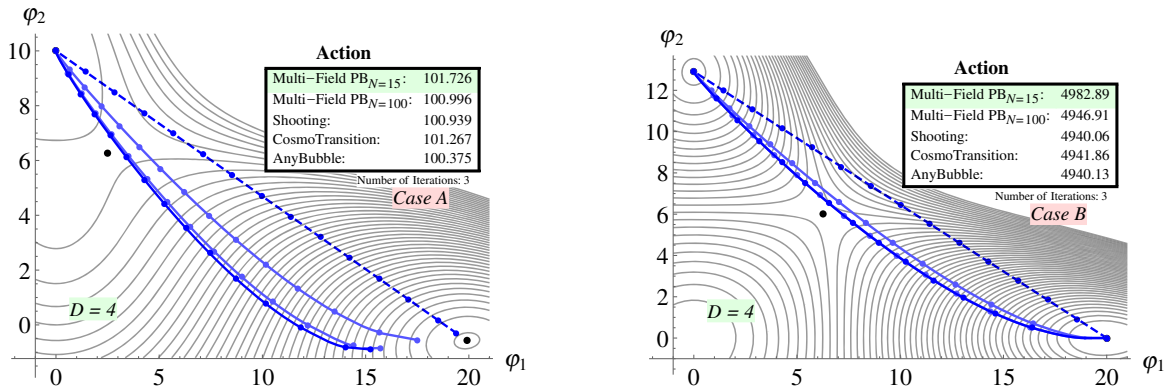 φ2
10
8
6
4
2
0
0
5
10
15
20
φ1
Action
Multi−Field PB N=15: 101.726
Multi−Field PB N=100: 100.996
Shooting: 100.939
CosmoTransition: 101.267
AnyBubble: 100.375
Number of Iterations: 3
Case A
D = 4
φ2
12
10
8
6
4
2
0
0
5
10
15
20
φ1
Action
Multi−Field PB N=15: 4982.89
Multi−Field PB N=100: 4946.91
Shooting: 4940.06
CosmoTransition: 4941.86
AnyBubble: 4940.13
Number of Iterations: 3
Case B
D = 4